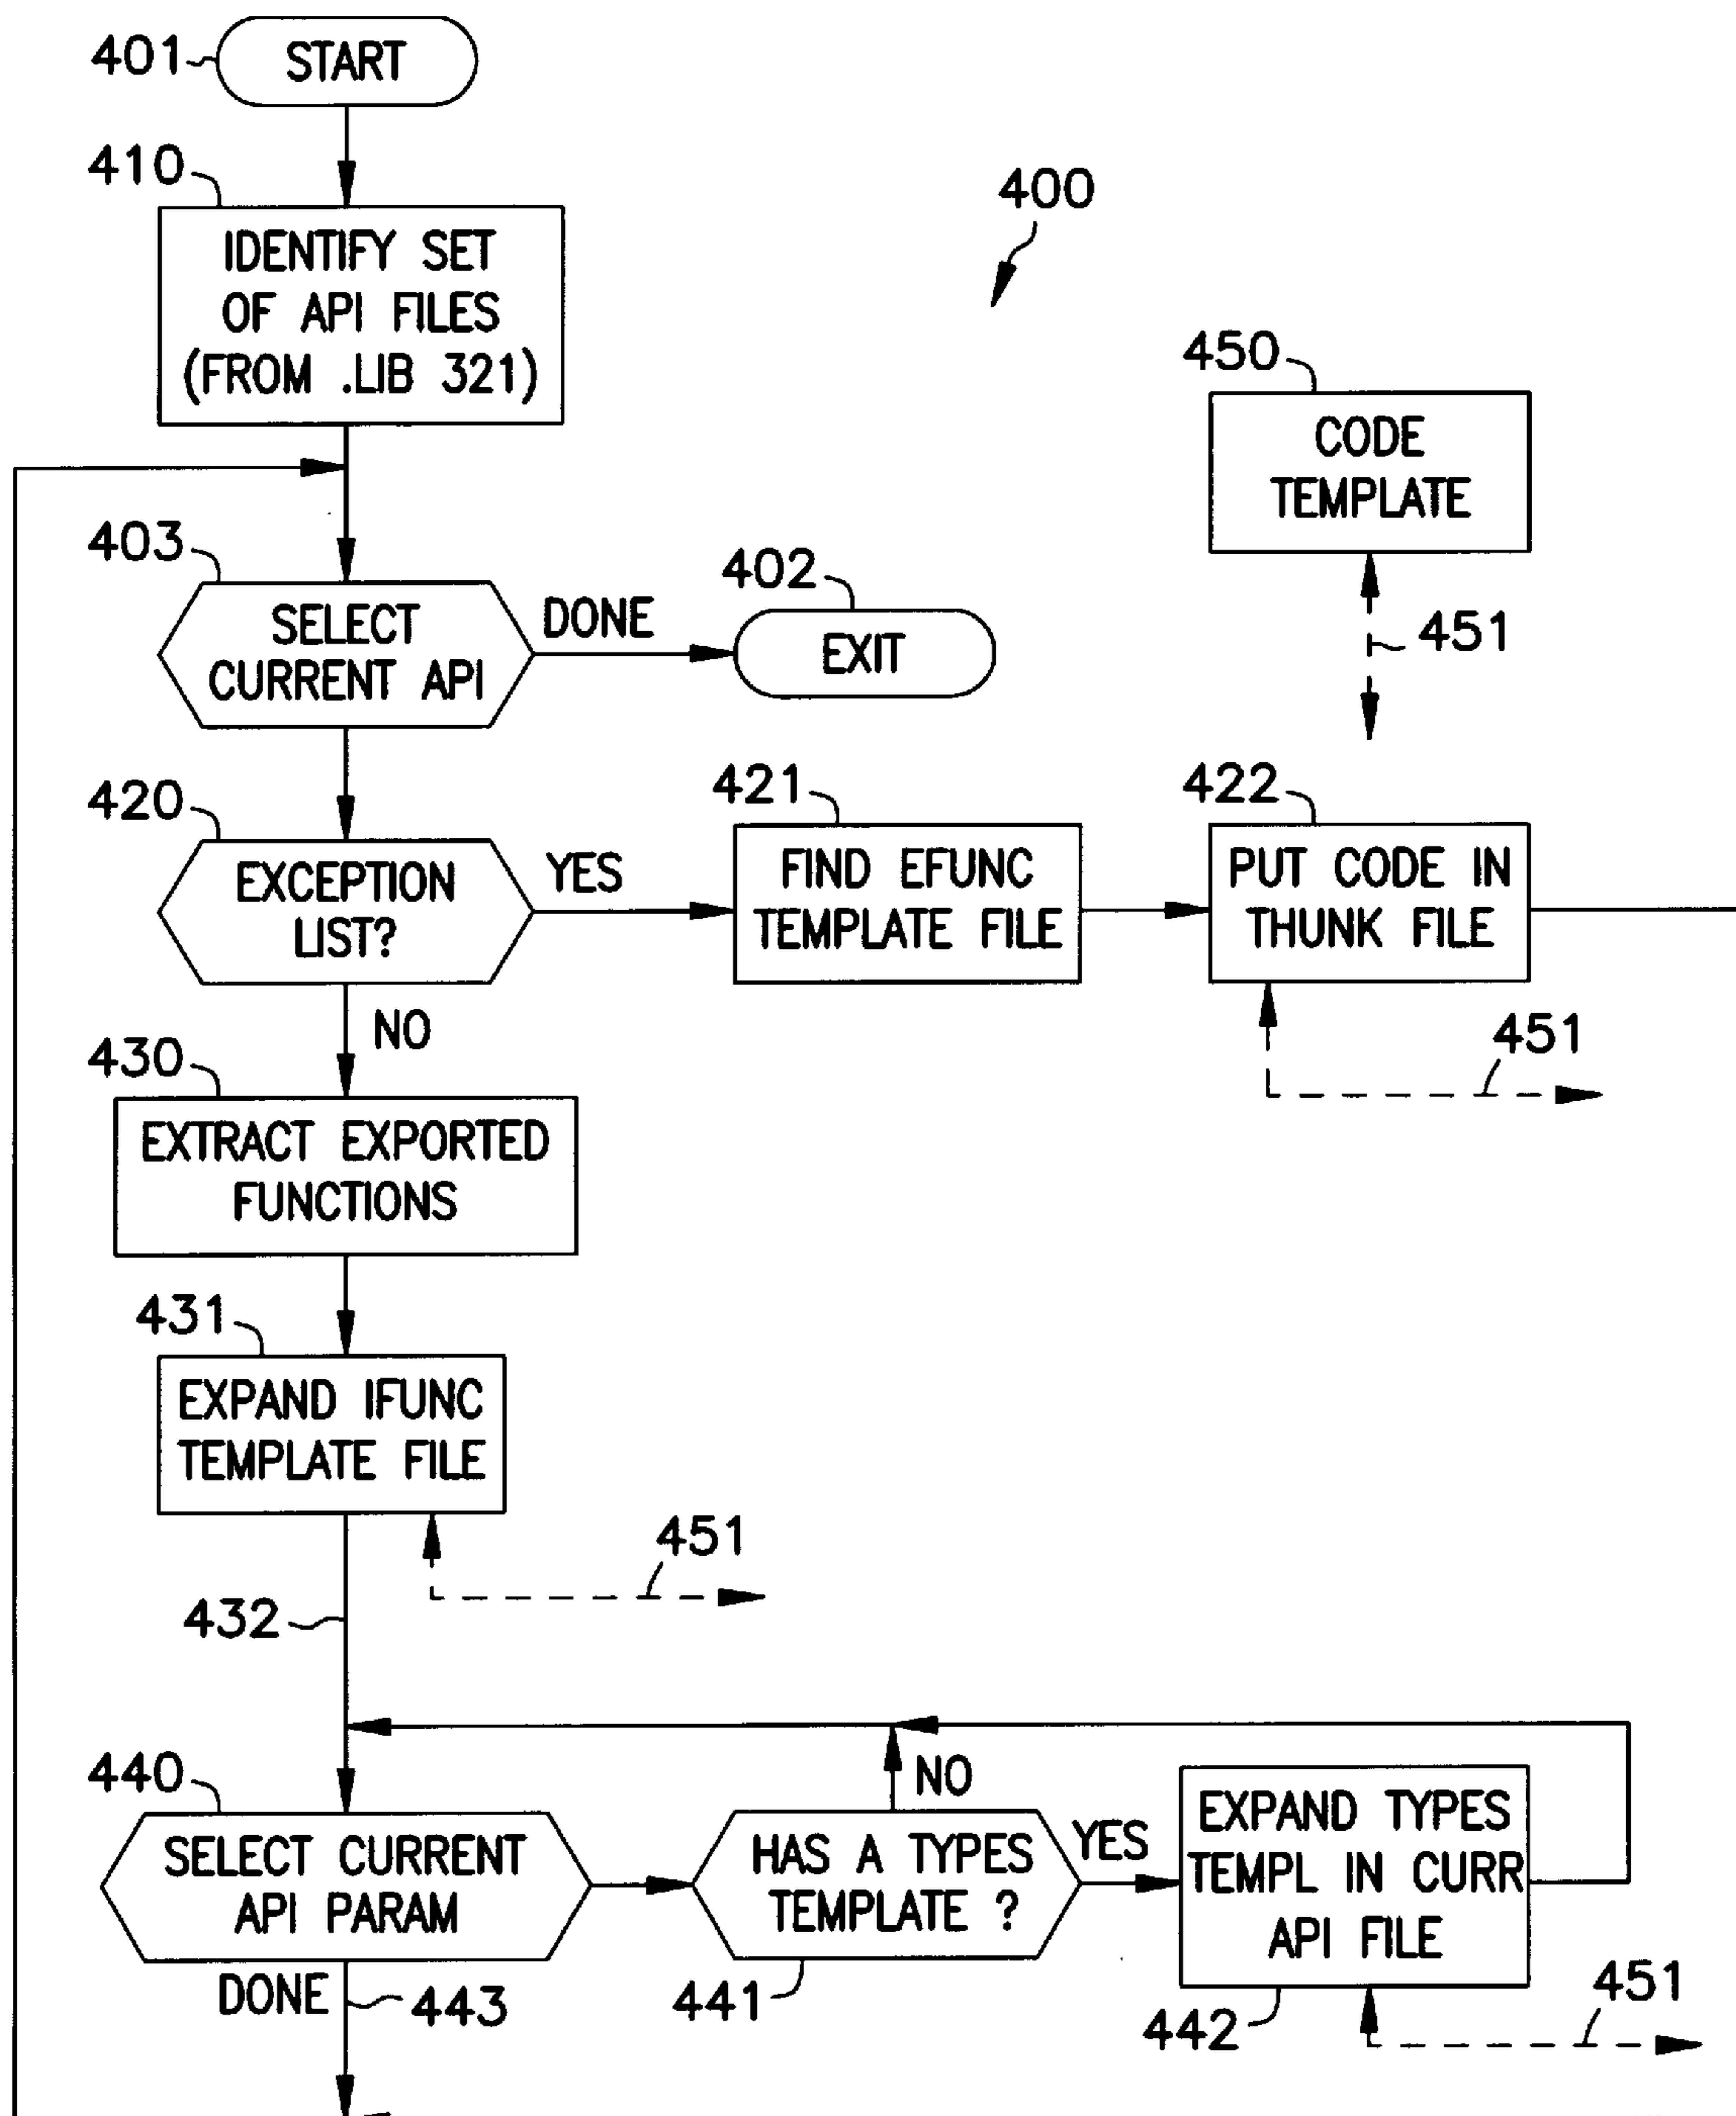 401
START
410
IDENTIFY SET
OF API FILES
(FROM .LIB 321)
400
450
CODE
TEMPLATE
451
403
SELECT
CURRENT API
DONE
402
EXIT
420
EXCEPTION
LIST?
YES
421
FIND EFUNC
TEMPLATE FILE
422
PUT CODE IN
THUNK FILE
451
NO
430
EXTRACT EXPORTED
FUNCTIONS
431
EXPAND IFUNC
TEMPLATE FILE
451
432
440
SELECT CURRENT
API PARAM
NO
HAS A TYPES
TEMPLATE ?
441
YES
EXPAND TYPES
TEMPL IN CURR
API FILE
442
451
DONE
443